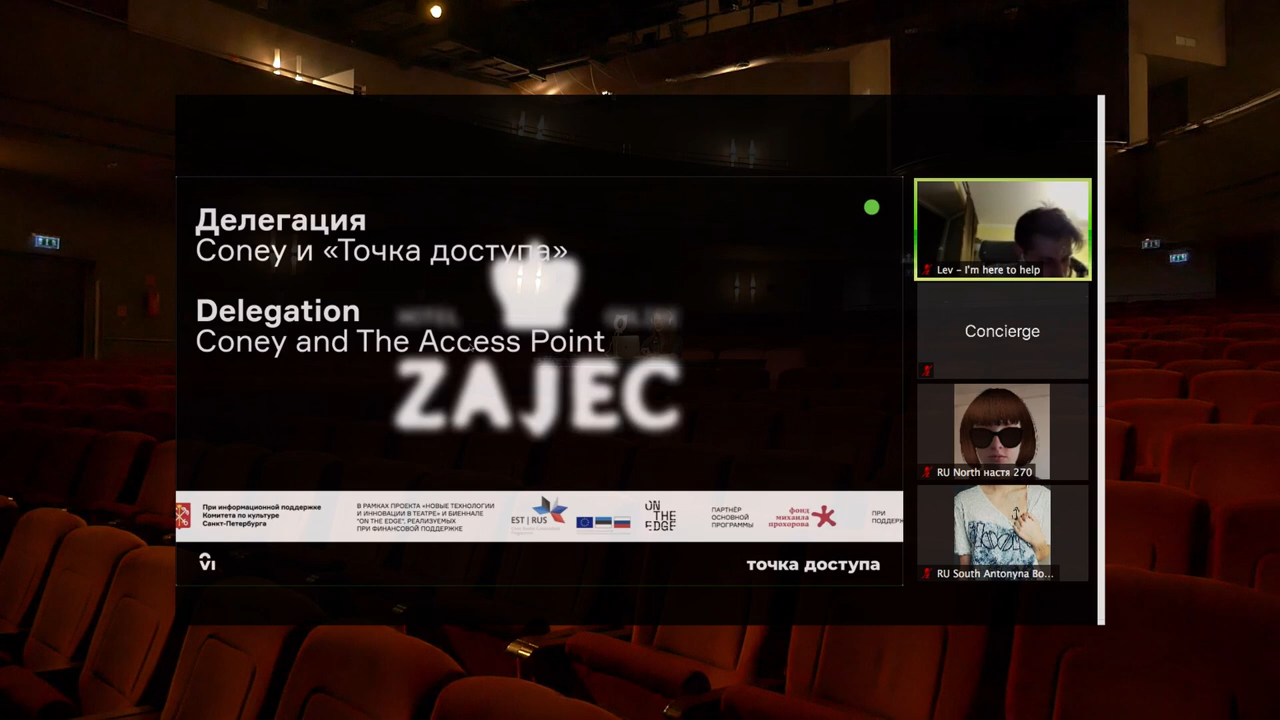 Делегация
Coney и «Точка доступа»
Delegation
Coney and The Access Point
ZAJEC
При информационной поддержке
Комитета по культуре
Санкт-Петербурга
В РАМКАХ ПРОЕКТА «НОВЫЕ ТЕХНОЛОГИИ
И ИННОВАЦИИ В ТЕАТРЕ» И БИЕННАЛЕ
"ON THE EDGE", РЕАЛИЗУЕМЫХ
ПРИ ФИНАНСОВОЙ ПОДДЕРЖКЕ
EST | RUS
ON
THE
EDGE
ПАРТНЁР
ОСНОВНОЙ
ПРОГРАММЫ
фонд
михаила
прохорова
ПРИ
VI
точка доступа
Lev – I'm here to help
Concierge
RU North настя 270
RU South Antonyna Bo...